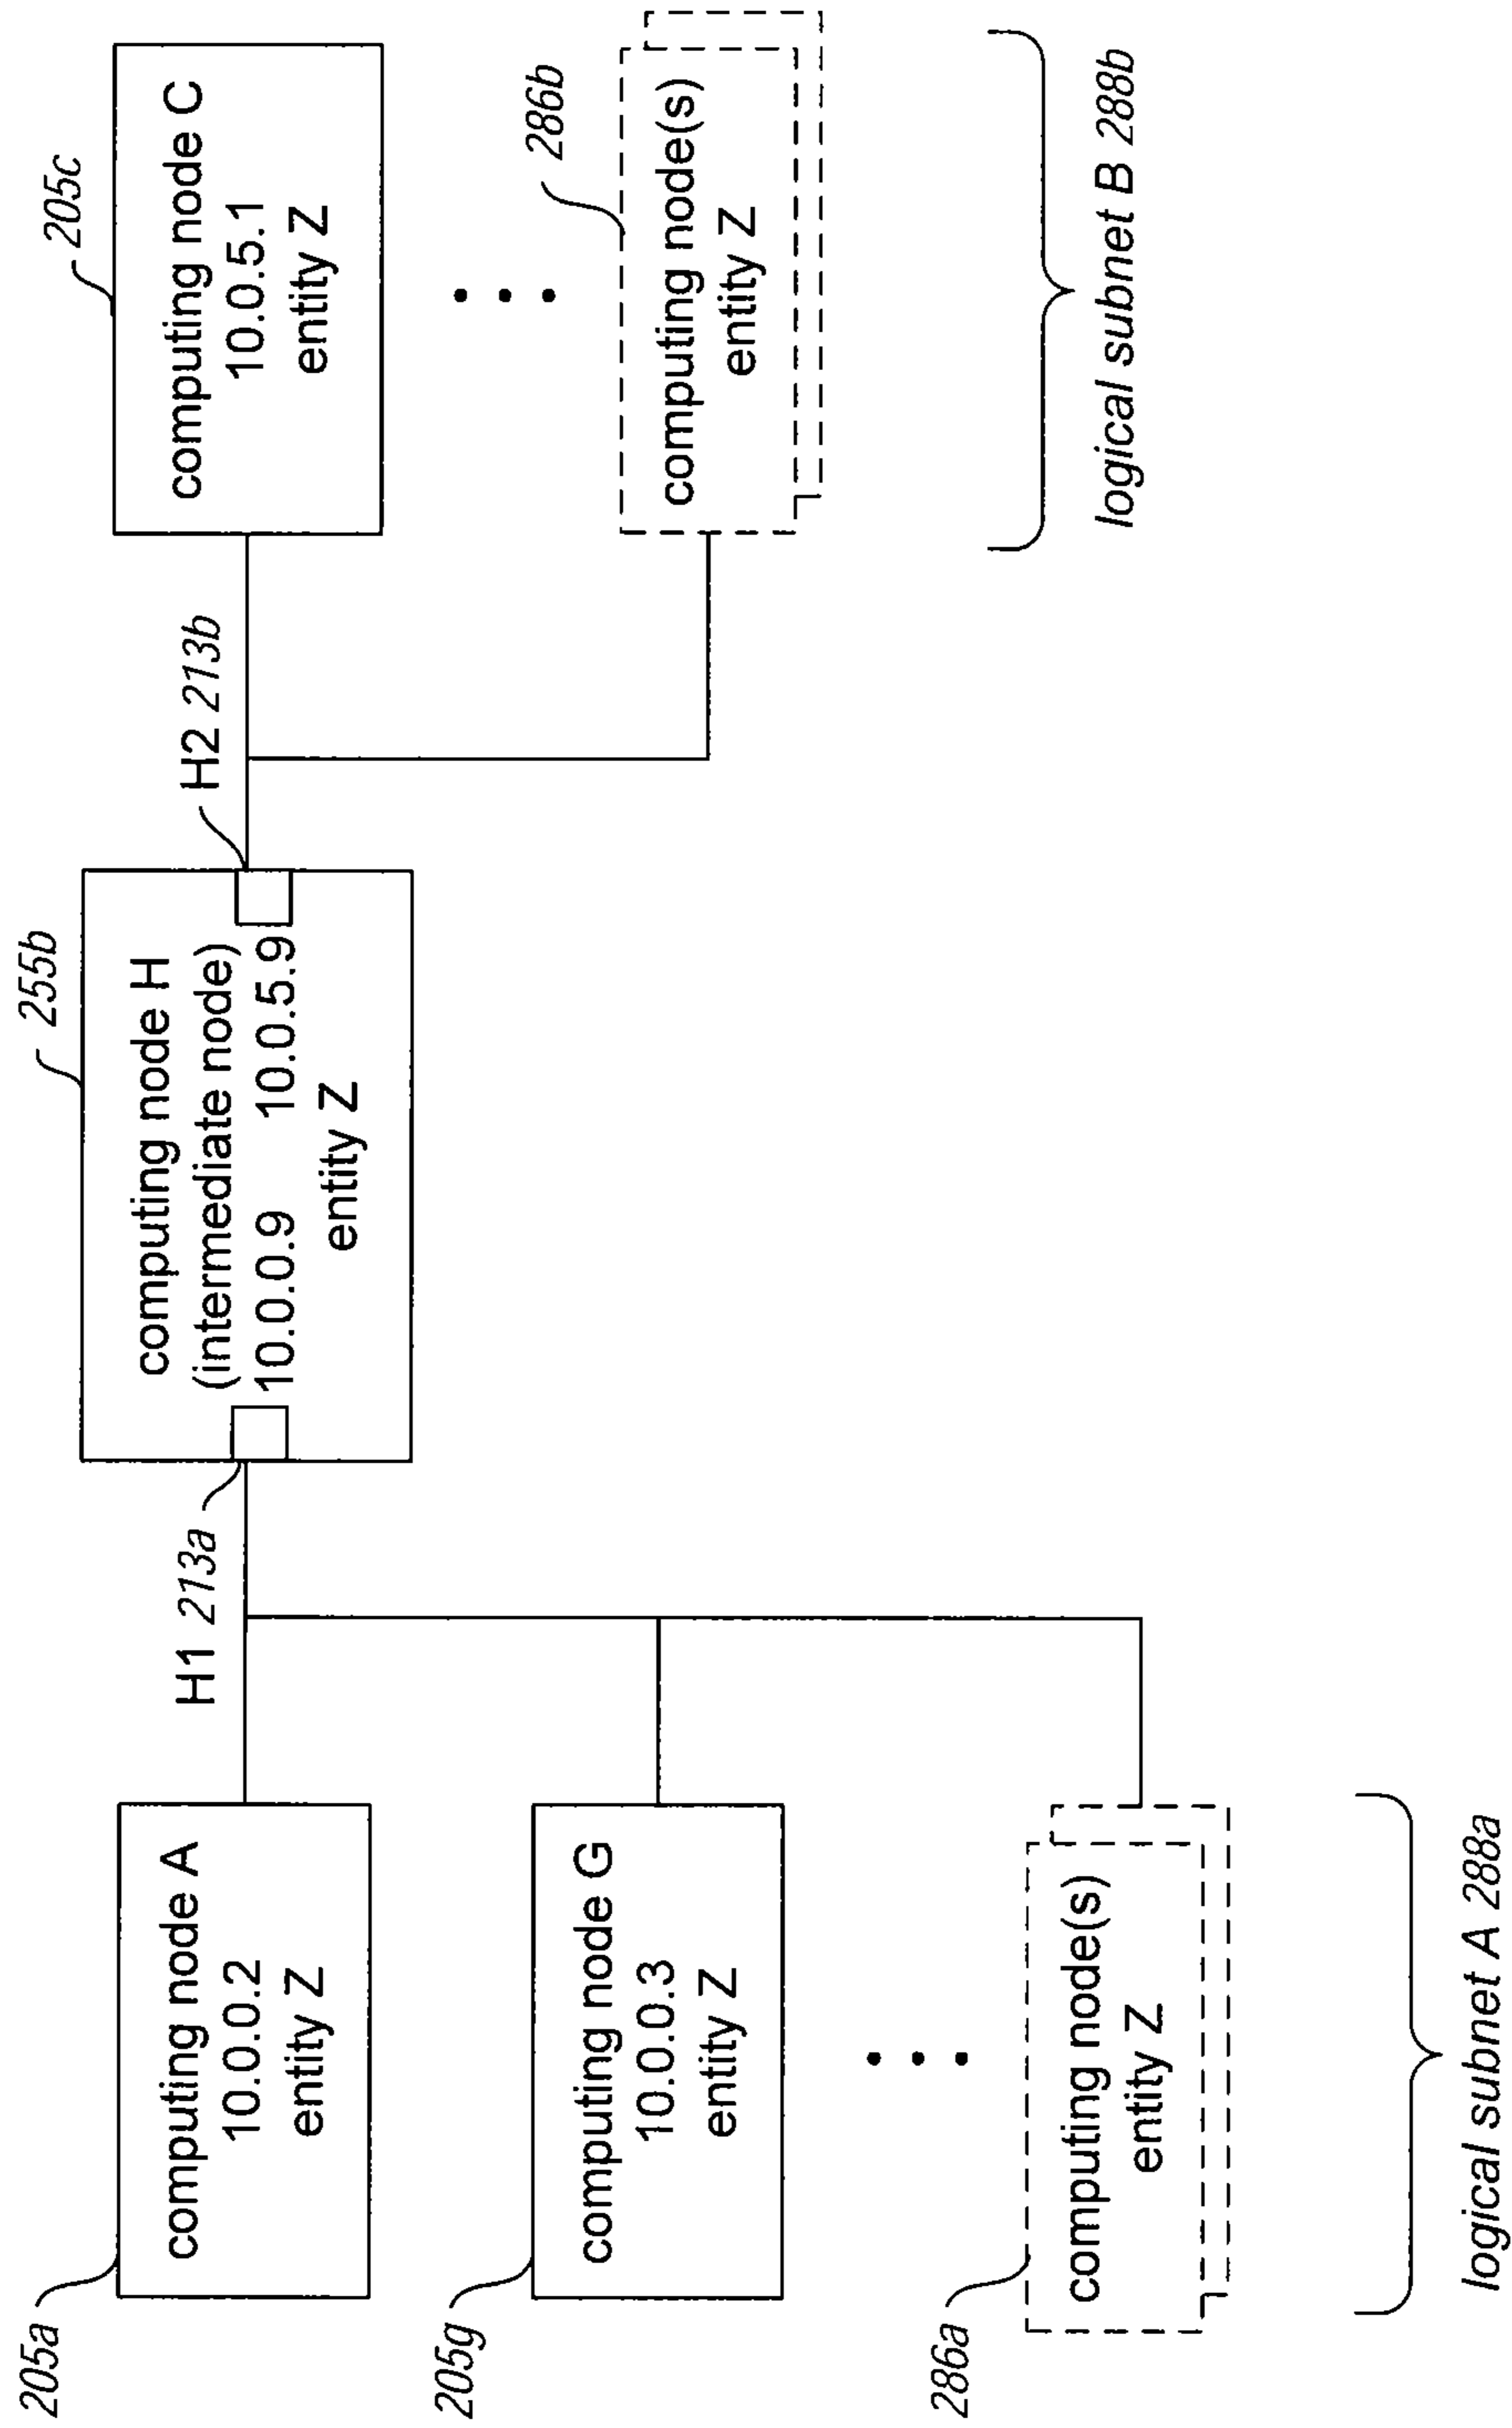 205a
computing node A
10.0.0.2
entity Z
205g
computing node G
10.0.0.3
entity Z
286a
computing node(s)
entity Z
logical subnet A 288a
H1 213a
255b
computing node H
(intermediate node)
10.0.0.9 10.0.5.9
entity Z
H2 213b
205c
computing node C
10.0.5.1
entity Z
286b
computing node(s)
entity Z
logical subnet B 288b